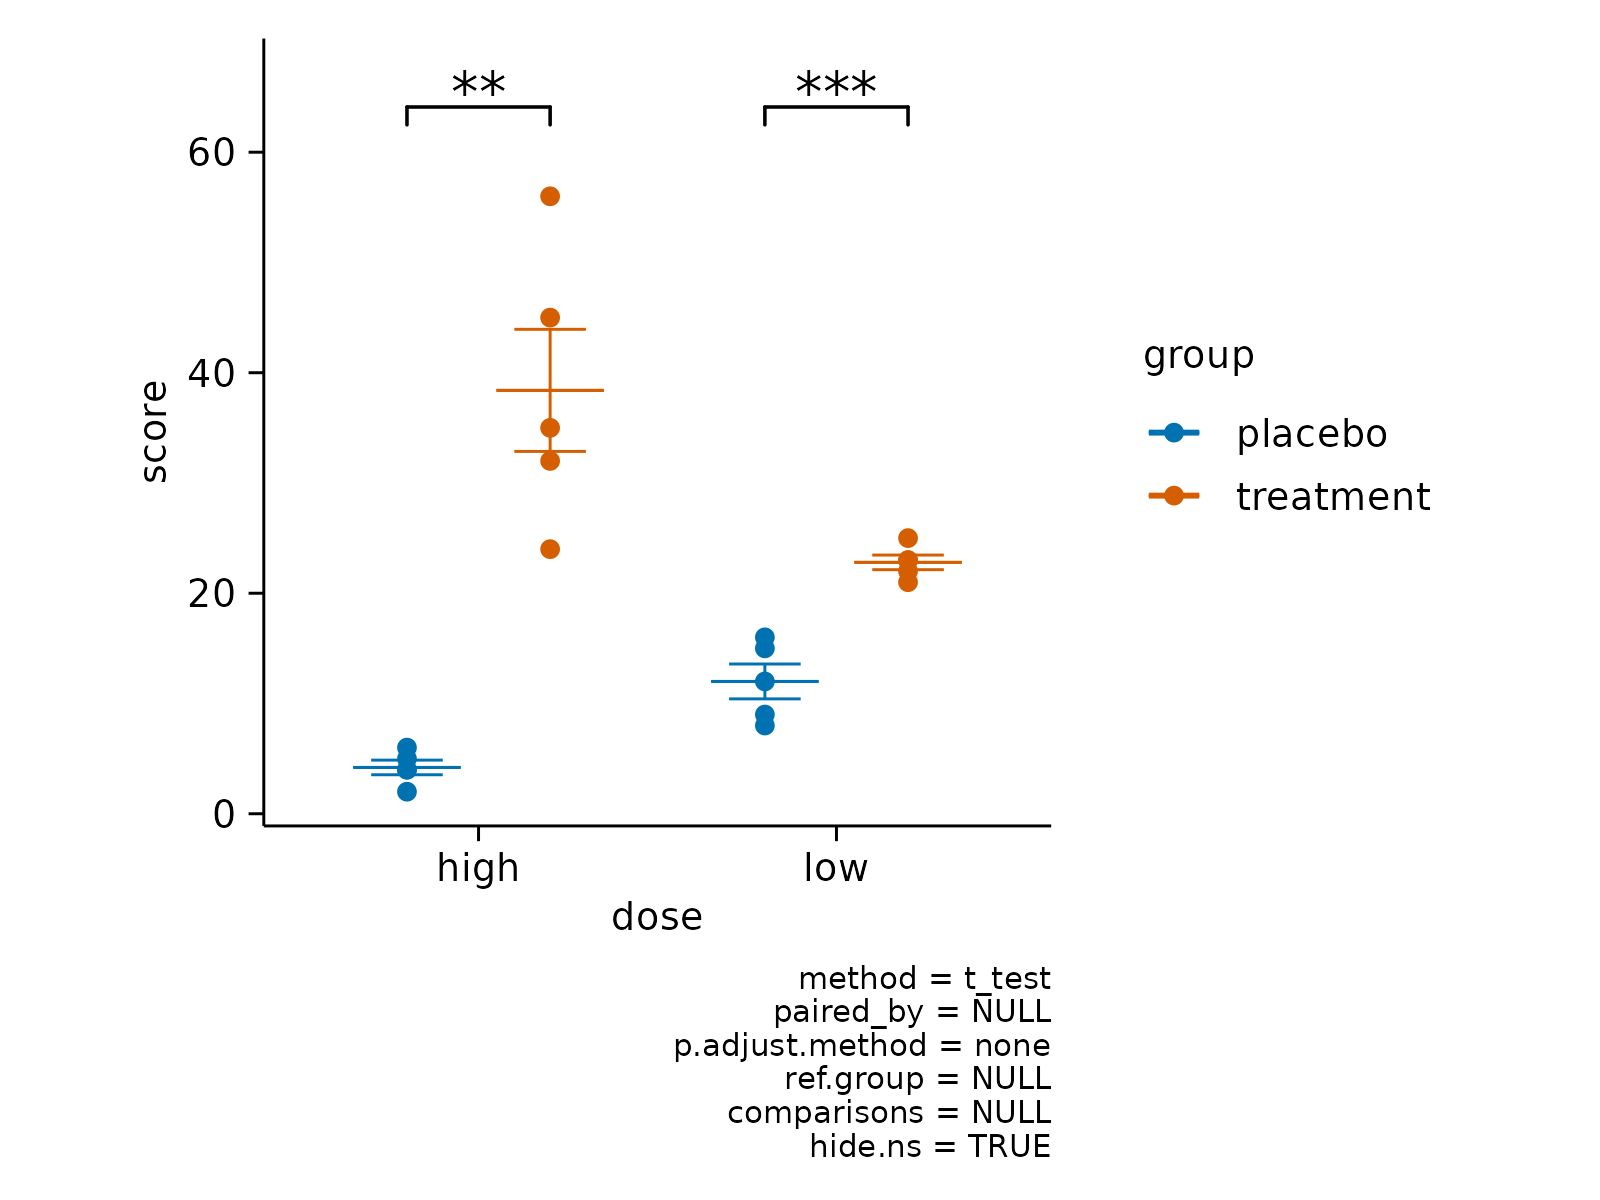 ** ***
60
40
20
0
score
high low
dose
group
placebo
treatment
method = t_test
paired_by = NULL
p.adjust.method = none
ref.group = NULL
comparisons = NULL
hide.ns = TRUE